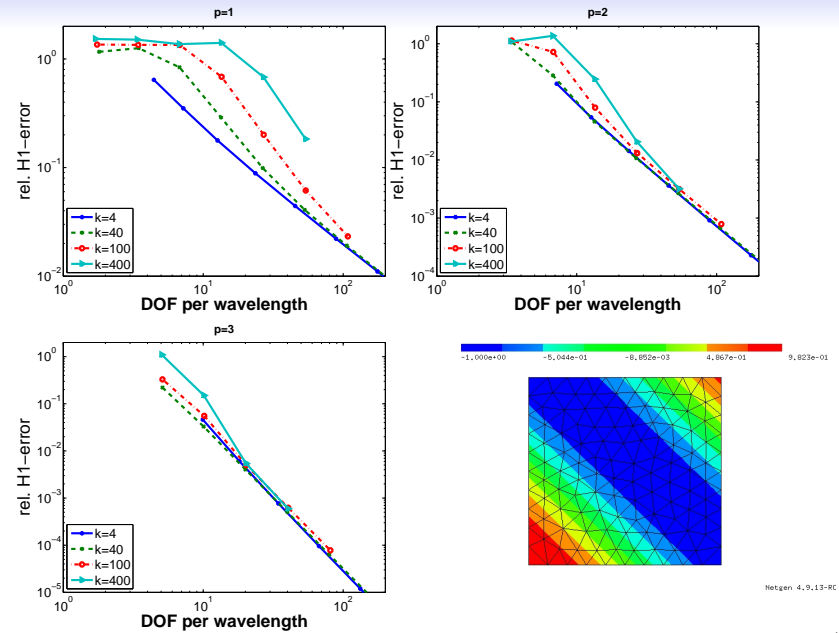 p=1
rel. H1-error
10^0
10^-1
10^-2
k=4
k=40
k=100
k=400
10^0
10^1
10^2
DOF per wavelength
p=2
rel. H1-error
10^0
10^-1
10^-2
10^-3
10^-4
k=4
k=40
k=100
k=400
10^0
10^1
10^2
DOF per wavelength
p=3
rel. H1-error
10^0
10^-1
10^-2
10^-3
10^-4
10^-5
k=4
k=40
k=100
k=400
10^0
10^1
10^2
DOF per wavelength
-1.000e+00 -5.044e-01 -8.852e-03 4.867e-01 9.823e-01
Netgen 4.9.13-RC